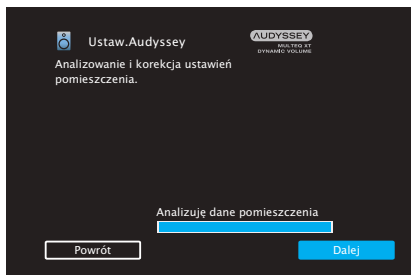 Ustaw.Audyssey
AUDYSSEY
MULTEQ XT
DYNAMIC VOLUME
Analizowanie i korekcja ustawień
pomieszczenia.
Analizuję dane pomieszczenia
Powrót
Dalej